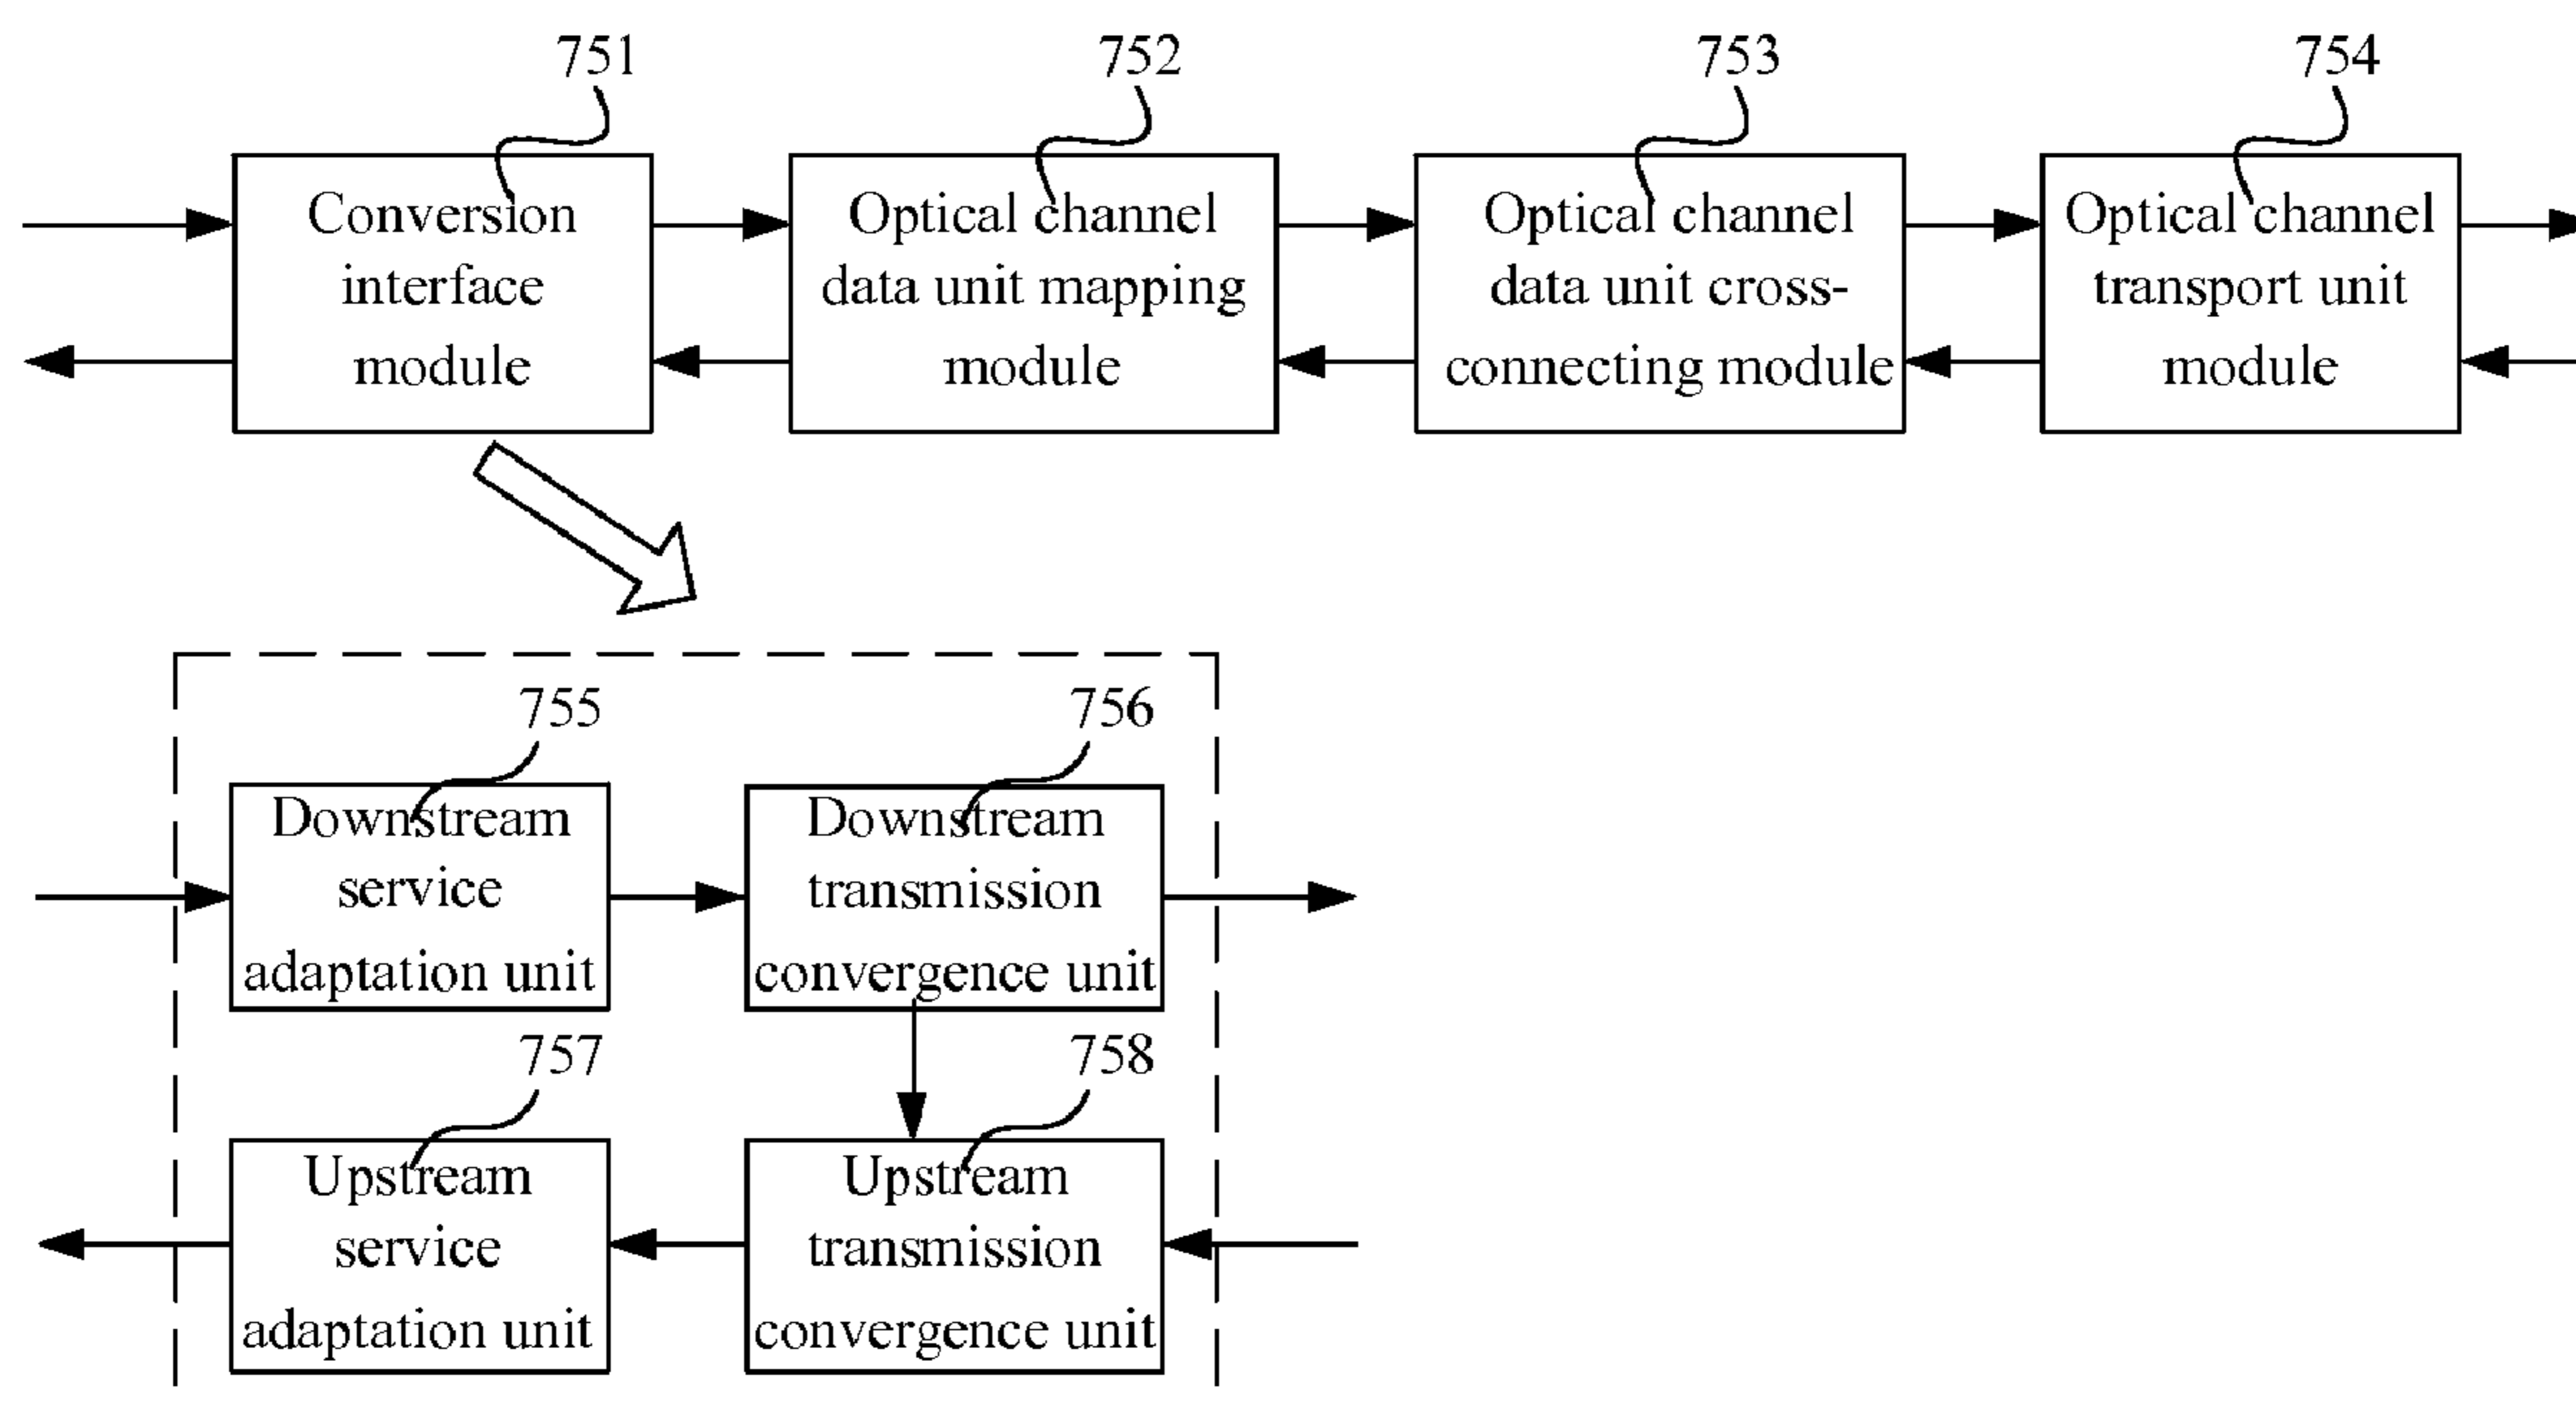 751
752
753
754
Conversion
interface
module
Optical channel
data unit mapping
module
Optical channel
data unit cross-
connecting module
Optical channel
transport unit
module
755
756
Downstream
service
adaptation unit
Downstream
transmission
convergence unit
757
758
Upstream
service
adaptation unit
Upstream
transmission
convergence unit